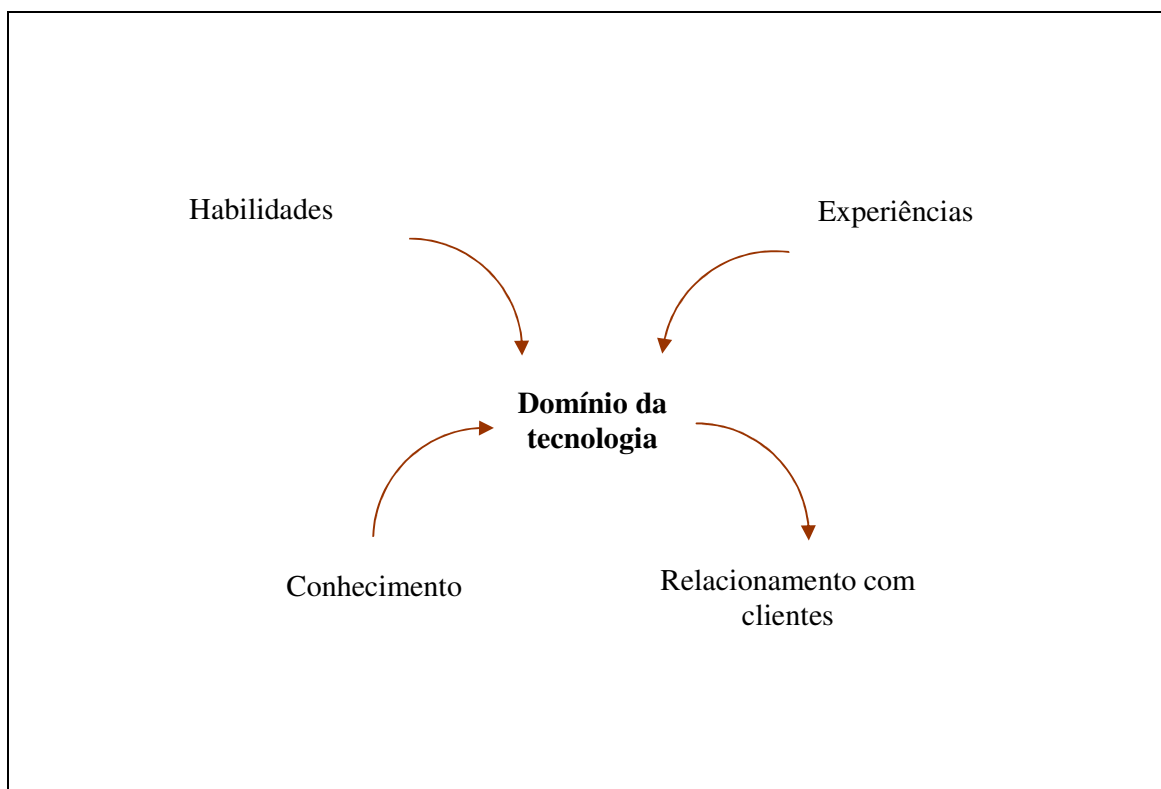 Habilidades
Experiências
Domínio da
tecnologia
Conhecimento
Relacionamento com
clientes